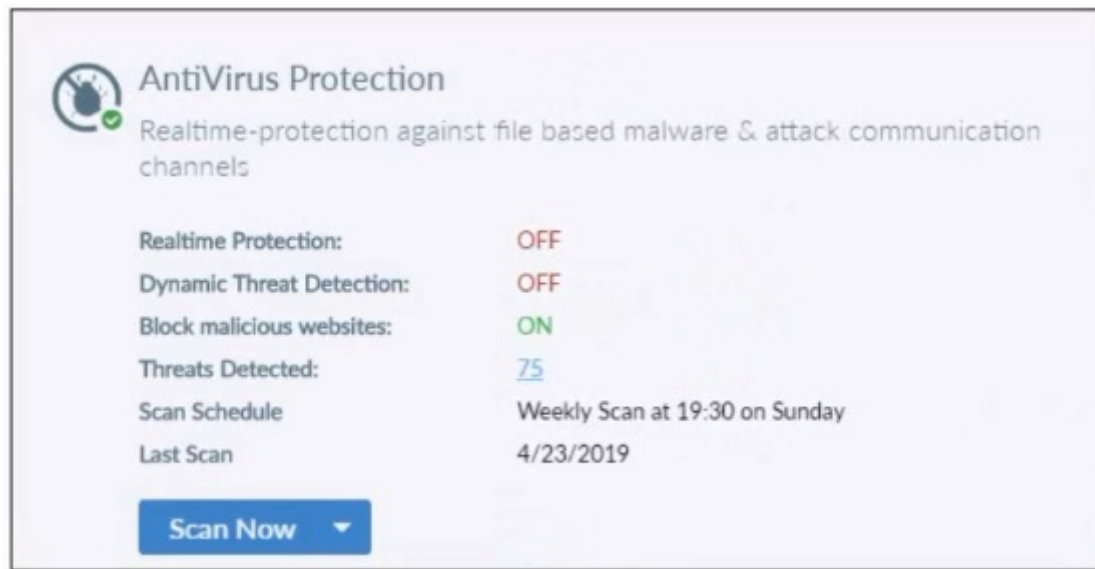 AntiVirus Protection
Realtime-protection against file based malware & attack communication
channels
Realtime Protection: OFF
Dynamic Threat Detection: OFF
Block malicious websites: ON
Threats Detected: 75
Scan Schedule Weekly Scan at 19:30 on Sunday
Last Scan 4/23/2019
Scan Now